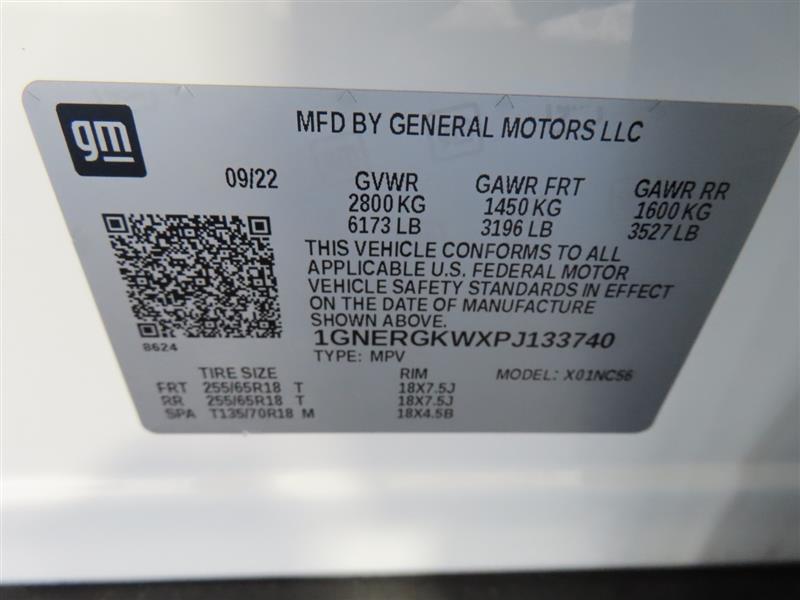 gm
MFD BY GENERAL MOTORS LLC
09/22 GVWR GAWR FRT GAWR RR
2800 KG 1450 KG 1600 KG
6173 LB 3196 LB 3527 LB
THIS VEHICLE CONFORMS TO ALL
APPLICABLE U.S. FEDERAL MOTOR
VEHICLE SAFETY STANDARDS IN EFFECT
ON THE DATE OF MANUFACTURE
SHOWN ABOVE.
8624
1GNERGKWXPJ133740
TYPE: MPV
TIRE SIZE RIM MODEL: X01NC56
FRT 255/65R18 T 18X7.5J
RR 255/65R18 T 18X7.5J
SPA T135/70R18 M 18X4.5B